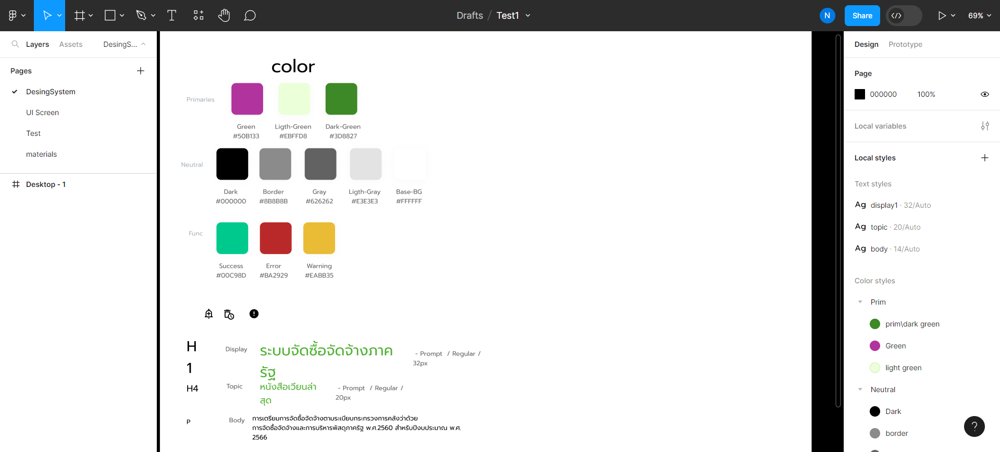 Drafts / Test1
N
Share
69%
Layers
Assets
DesingS...
Pages
DesingSystem
UI Screen
Test
materials
Desktop - 1
color
Primaries
Green
#50B133
Ligth-Green
#EBFFD8
Dark-Green
#3D8827
Neutral
Dark
#000000
Border
#8B8B8B
Gray
#626262
Ligth-Gray
#E3E3E3
Base-BG
#FFFFFF
Func
Success
#00C98D
Error
#BA2929
Warning
#EABB35
H
1
Display
ระบบจัดซื้อจัดจ้างภาค
รัฐ
- Prompt / Regular /
32px
H4
Topic
หนังสือเวียนล่า
สุด
- Prompt / Regular /
20px
P
Body
การเตรียมการจัดซื้อจัดจ้างตามระเบียบกระทรวงการคลังว่าด้วย
การจัดซื้อจัดจ้างและการบริหารพัสดุภาครัฐ พ.ศ.2560 สำหรับปีงบประมาณ พ.ศ.
2566
Design
Prototype
Page
000000
100%
Local variables
Local styles
Text styles
Ag display1 · 32/Auto
Ag topic · 20/Auto
Ag body · 14/Auto
Color styles
Prim
prim\dark green
Green
light green
Neutral
Dark
border
?